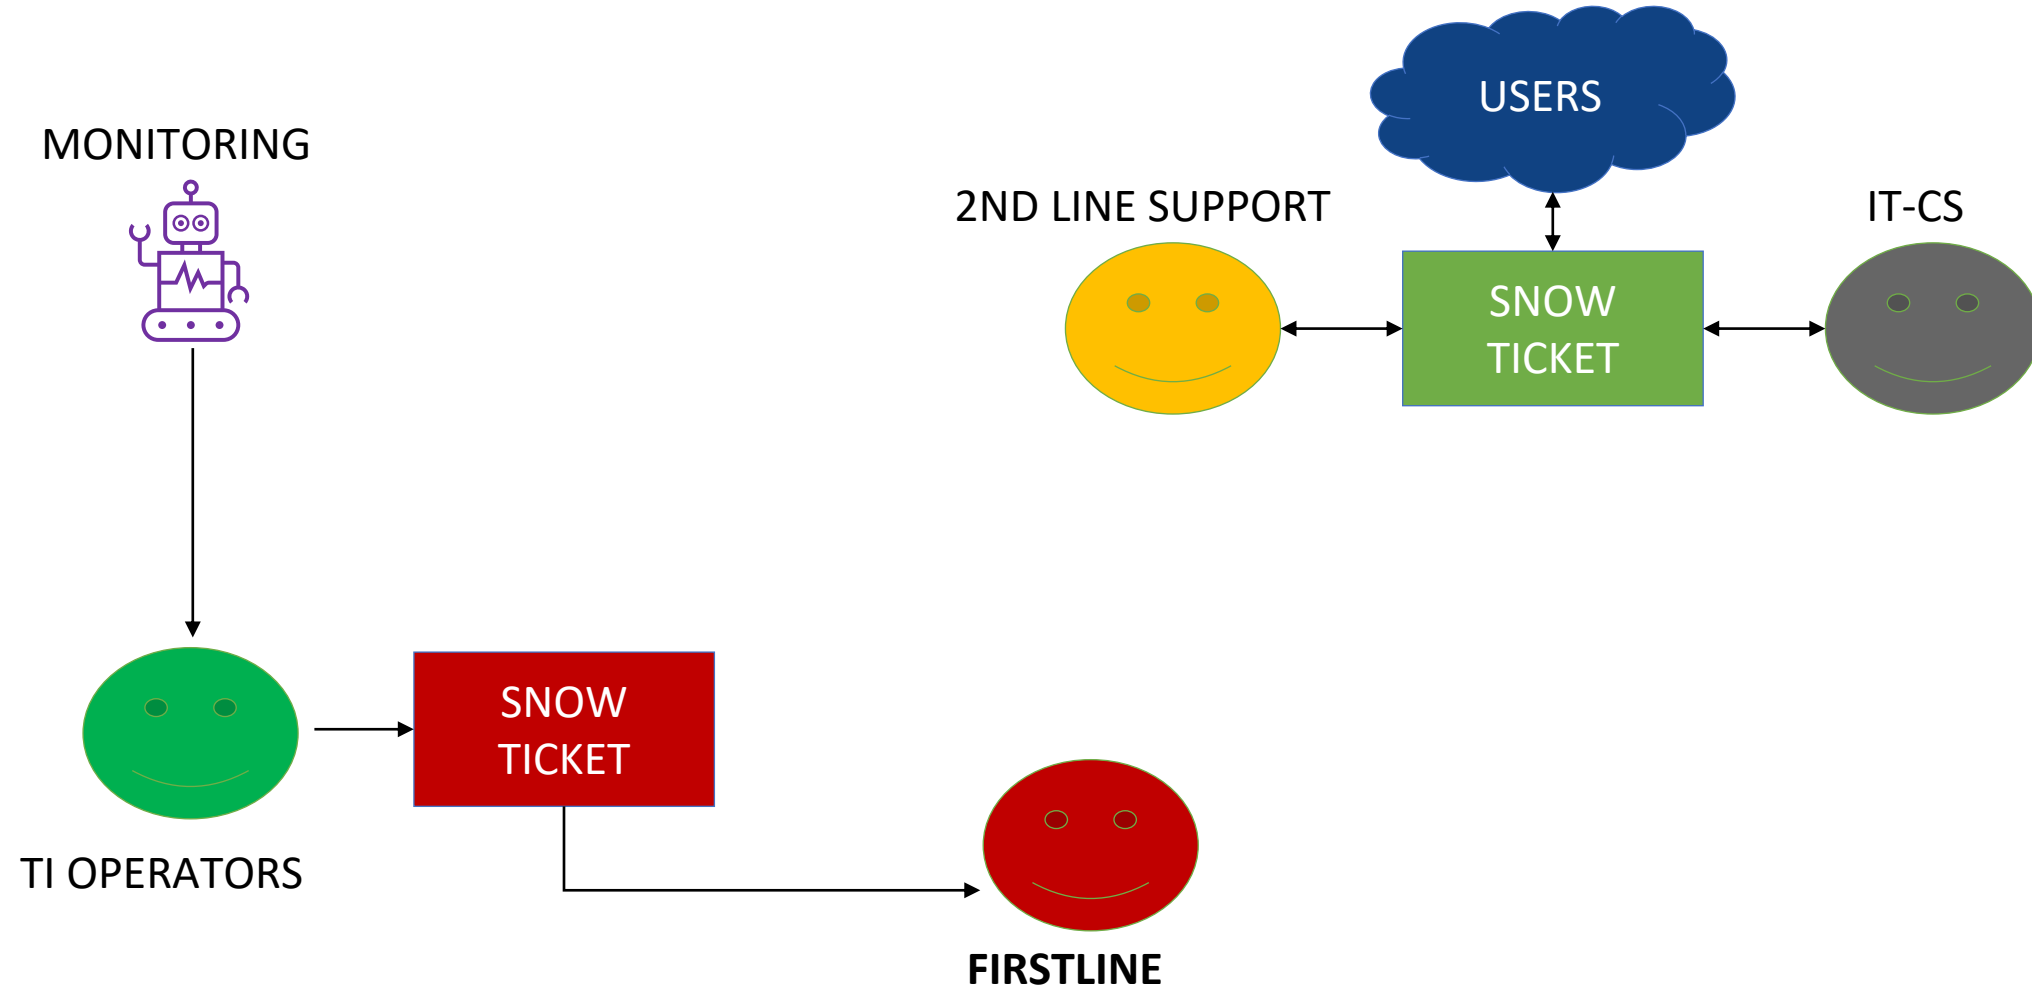 USERS
MONITORING
2ND LINE SUPPORT
IT-CS
SNOW
TICKET
SNOW
TICKET
TI OPERATORS
FIRSTLINE